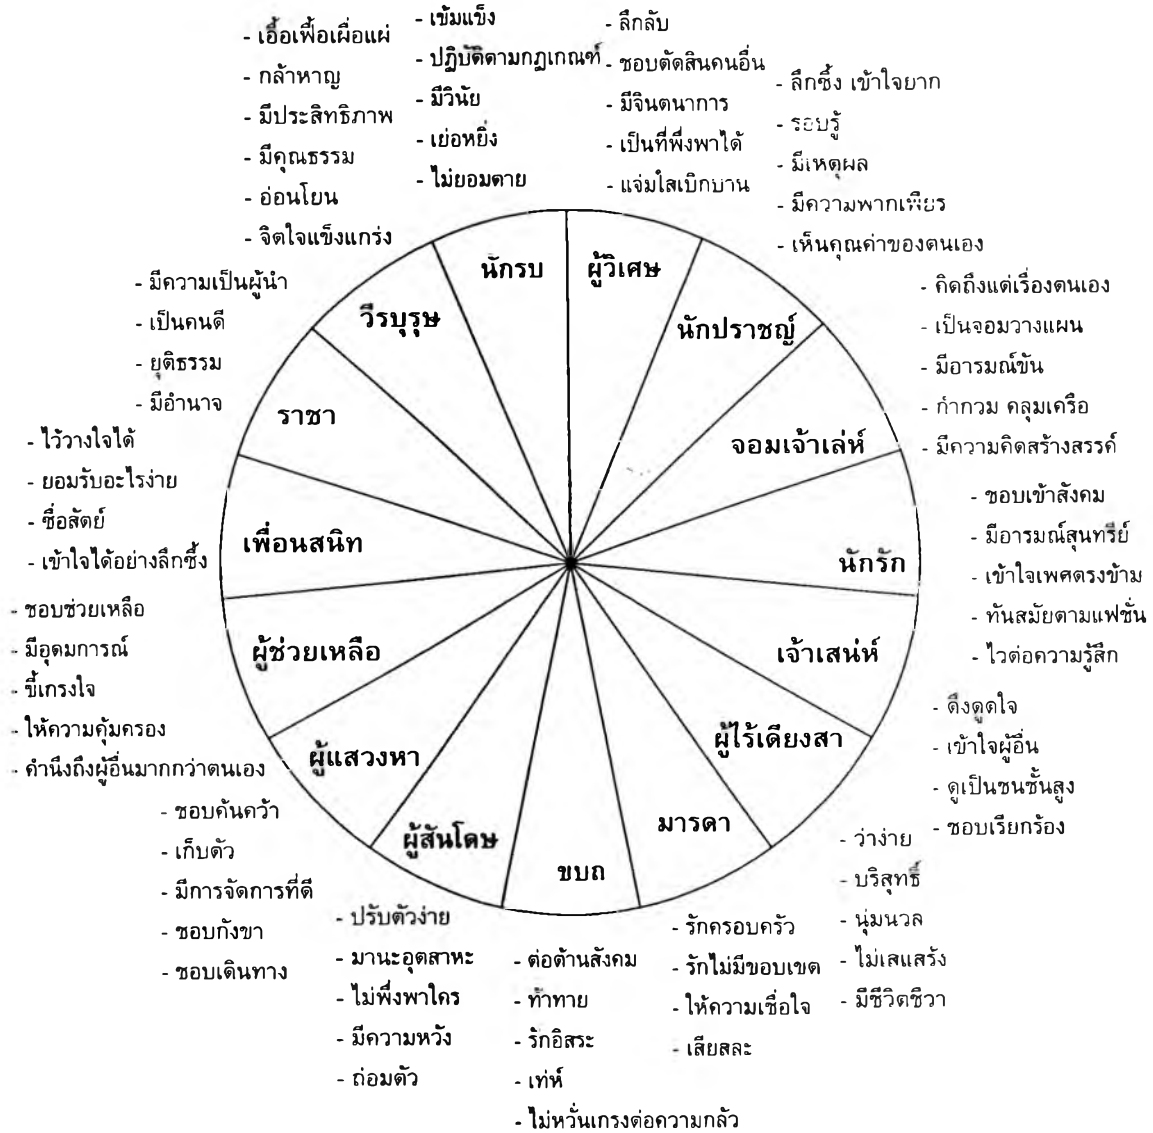 - เอื้อเฟื้อเผื่อแผ่
- กล้าหาญ
- มีประสิทธิภาพ
- มีคุณธรรม
- อ่อนโยน
- จิตใจแข็งแกร่ง
- เข้มแข็ง
- ปฏิบัติตามกฎเกณฑ์
- มีวินัย
- เย่อหยิ่ง
- ไม่ยอมตาย
- ลึกลับ
- ชอบตัดสินคนอื่น
- มีจินตนาการ
- เป็นที่พึ่งพาได้
- แจ่มใสเบิกบาน
- ลึกซึ้ง เข้าใจยาก
- รอบรู้
- มีเหตุผล
- มีความพากเพียร
- เห็นคุณค่าของตนเอง
- คิดถึงแต่เรื่องตนเอง
- เป็นจอมวางแผน
- มีอารมณ์ขัน
- กำกวม คลุมเครือ
- มีความคิดสร้างสรรค์
- ชอบเข้าสังคม
- มีอารมณ์สุนทรีย์
- เข้าใจเพศตรงข้าม
- ทันสมัยตามแฟชั่น
- ไวต่อความรู้สึก
- ดึงดูดใจ
- เข้าใจผู้อื่น
- ดูเป็นชนชั้นสูง
- ชอบเรียกร้อง
- ว่าง่าย
- บริสุทธิ์
- นุ่มนวล
- ไม่เสแสร้ง
- มีชีวิตชีวา
- รักครอบครัว
- รักไม่มีขอบเขต
- ให้ความเชื่อใจ
- เสียสละ
- ต่อต้านสังคม
- ท้าทาย
- รักอิสระ
- เท่ห์
- ไม่หวั่นเกรงต่อความกลัว
- ปรับตัวง่าย
- มานะอุตสาหะ
- ไม่พึ่งพาใคร
- มีความหวัง
- ถ่อมตัว
- ชอบค้นคว้า
- เก็บตัว
- มีการจัดการที่ดี
- ชอบกังขา
- ชอบเดินทาง
- ชอบช่วยเหลือ
- มีอุดมการณ์
- ขี้เกรงใจ
- ให้ความคุ้มครอง
- คำนึงถึงผู้อื่นมากกว่าตนเอง
- ไว้วางใจได้
- ยอมรับอะไรง่าย
- ซื่อสัตย์
- เข้าใจได้อย่างลึกซึ้ง
- มีความเป็นผู้นำ
- เป็นคนดี
- ยุติธรรม
- มีอำนาจ
นักรบ
ผู้วิเศษ
นักปราชญ์
จอมเจ้าเล่ห์
นักรัก
เจ้าเสน่ห์
ผู้ไร้เดียงสา
มารดา
ขบถ
ผู้สันโดษ
ผู้แสวงหา
ผู้ช่วยเหลือ
เพื่อนสนิท
ราชา
วีรบุรุษ